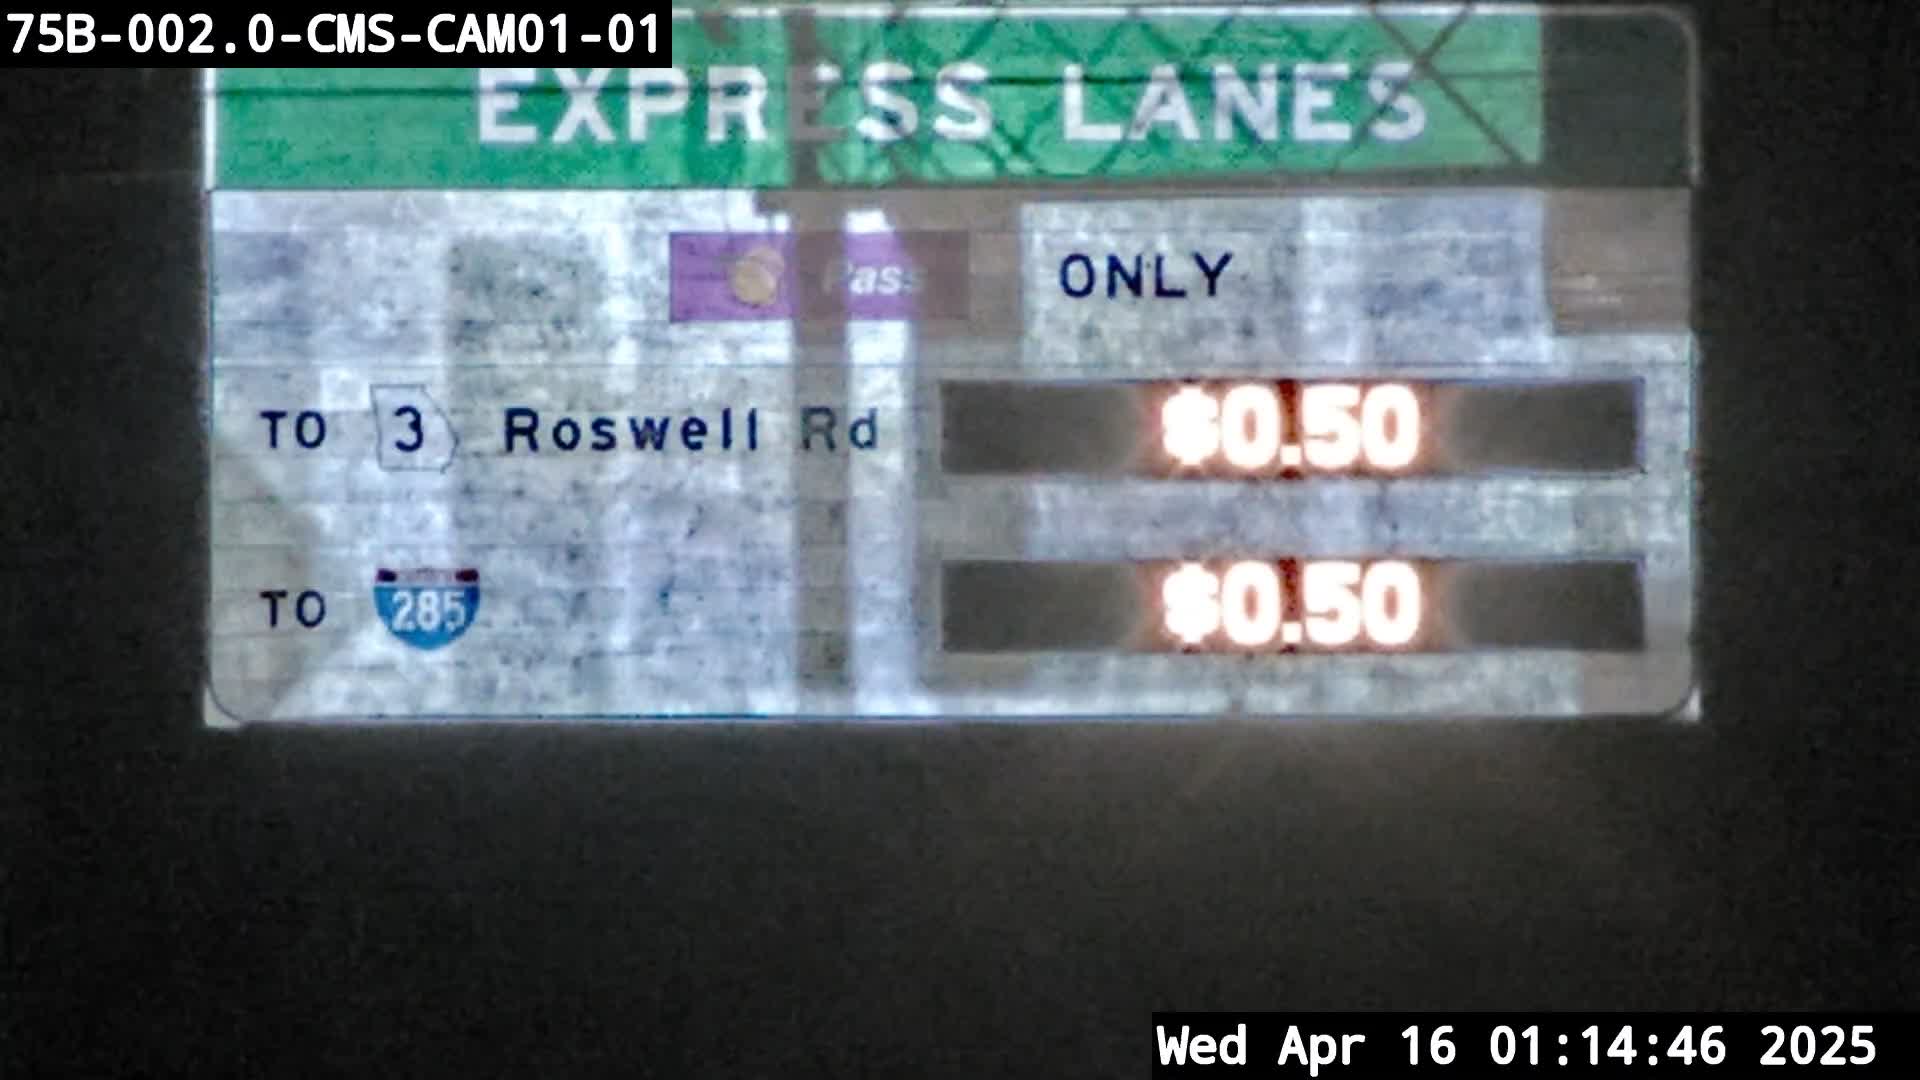 75B-002.0-CMS-CAM01-01
EXPRESS LANES
Pass ONLY
TO 3 Roswell Rd $0.50
TO 285 $0.50
Wed Apr 16 01:14:46 2025